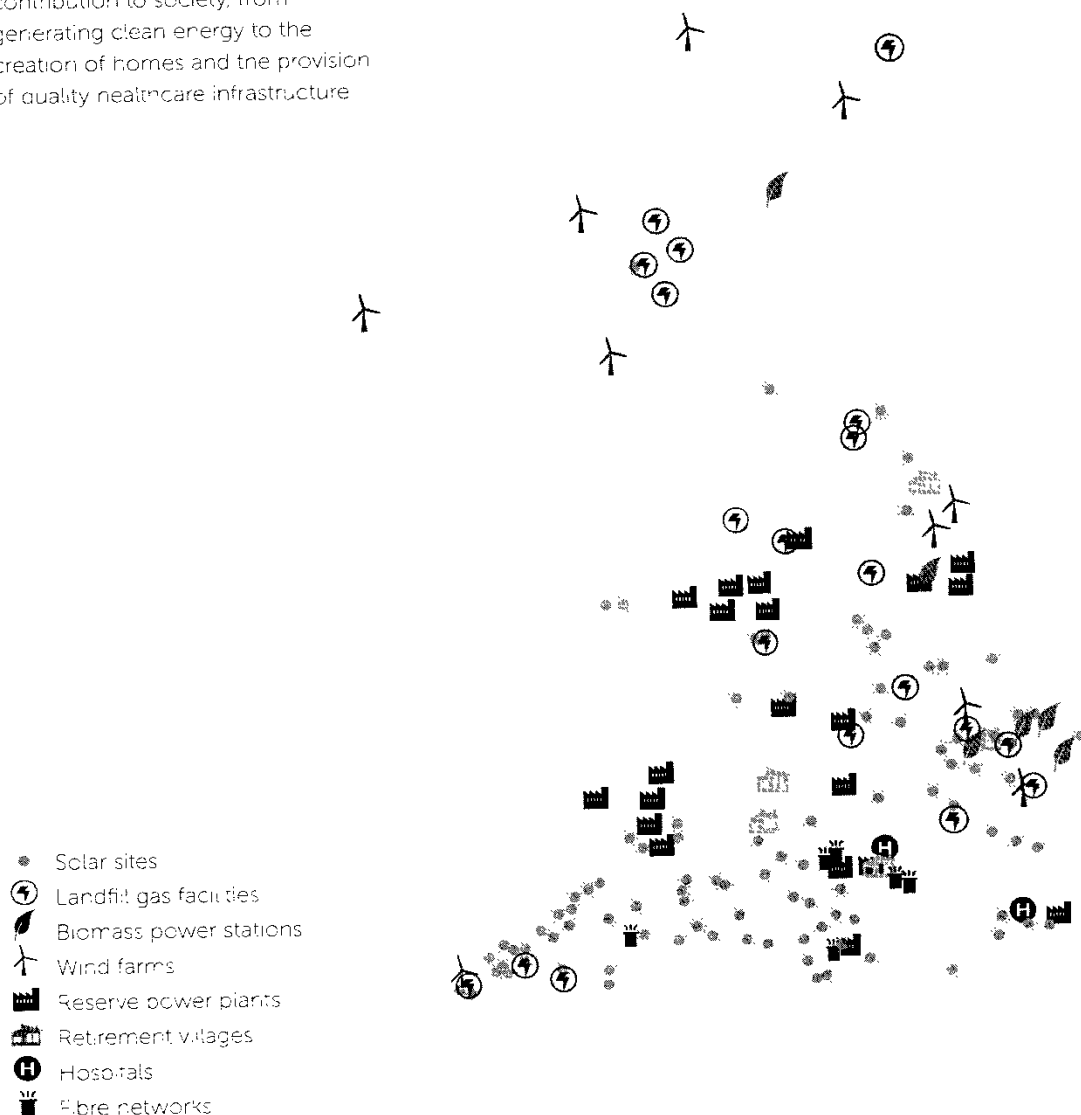 contribution to society, from
generating clean energy to the
creation of homes and the provision
of quality healthcare infrastructure
Solar sites
Landfill gas facilities
Biomass power stations
Wind farms
Reserve power plants
Retirement villages
Hospitals
Fibre networks